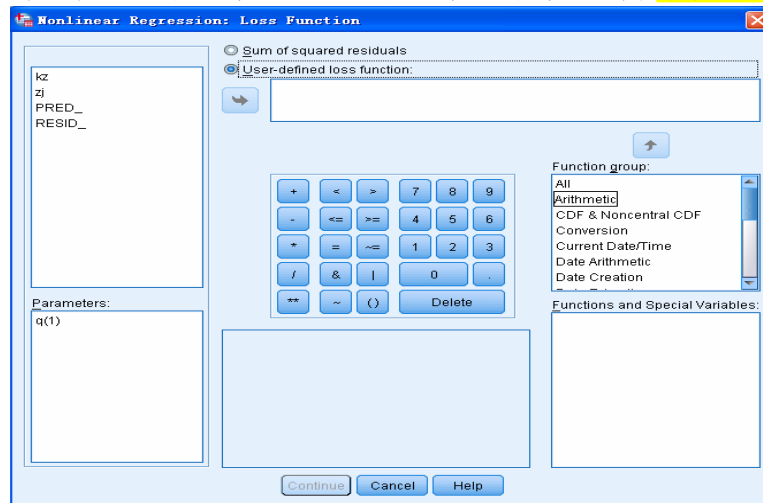 Nonlinear Regression: Loss Function
Sum of squared residuals
User-defined loss function:
kz
zj
PRED_
RESID_
Function group:
All
Arithmetic
CDF & Noncentral CDF
Conversion
Current Date/Time
Date Arithmetic
Date Creation
+ < > 7 8 9
- <= >= 4 5 6
* = ~= 1 2 3
/ & | 0 .
** ~ () Delete
Parameters:
q(1)
Functions and Special Variables:
Continue Cancel Help